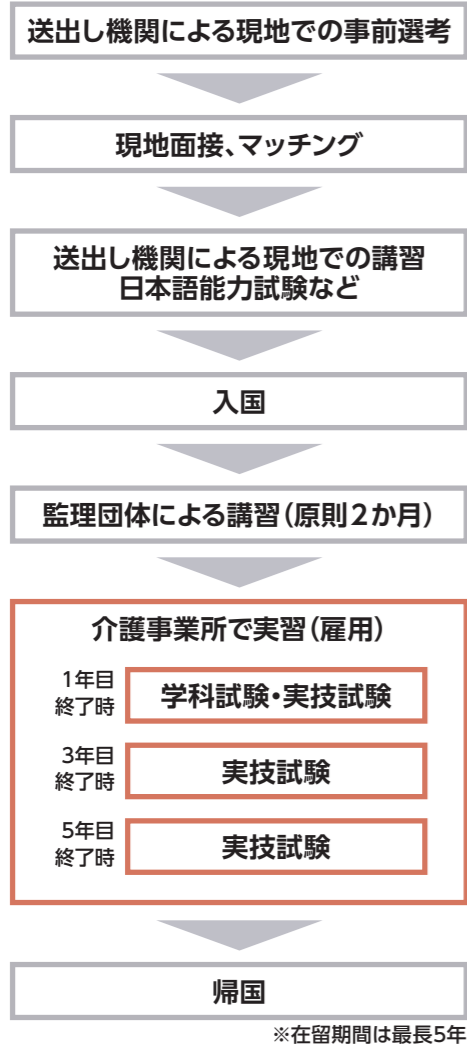 送出し機関による現地での事前選考
現地面接、マッチング
送出し機関による現地での講習
日本語能力試験など
入国
監理団体による講習(原則2か月)
介護事業所で実習(雇用)
1年目
終了時
学科試験・実技試験
3年目
終了時
実技試験
5年目
終了時
実技試験
帰国
※在留期間は最長5年